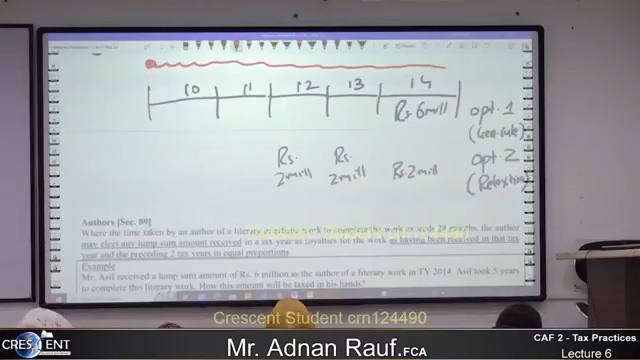 10 11 12 13 14
Rs. 6 mill opt. 1
(Gen. rule)
Rs. Rs. opt. 2
2 mill 2 mill Rs. 2 mill (Relaxation)
Authors [Sec. 89]
Where the time taken by an author of a literary or artistic work to complete the work exceeds 24 months, the author
may elect any lump sum amount received in a tax year as royalties for the work as having been received in that tax
year and the preceding 2 tax years in equal proportions.
Example
Mr. Asif received a lump sum amount of Rs. 6 million as the author of a literary work in TY 2014. Asif took 5 years
to complete this literary work. How this amount will be taxed in his hands?
Crescent Student crn124490
CRESCENT
Mr. Adnan Rauf.FCA
CAF 2 - Tax Practices
Lecture 6